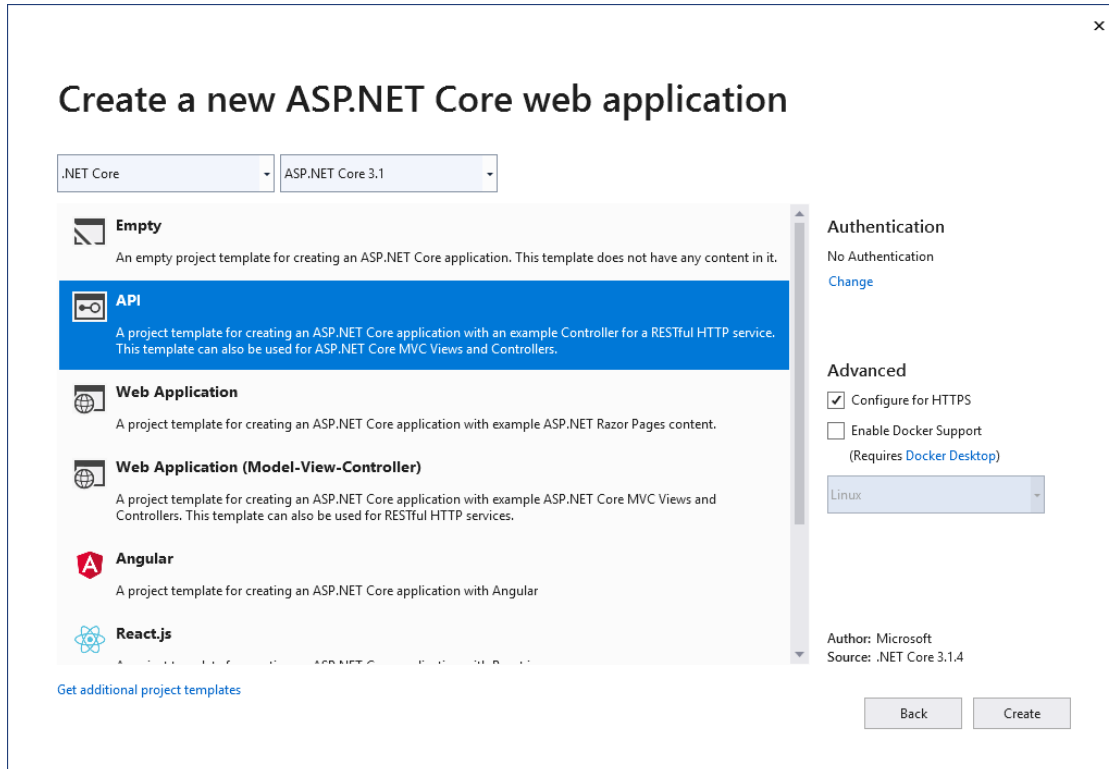 Create a new ASP.NET Core web application
.NET Core
ASP.NET Core 3.1
Empty
An empty project template for creating an ASP.NET Core application. This template does not have any content in it.
API
A project template for creating an ASP.NET Core application with an example Controller for a RESTful HTTP service.
This template can also be used for ASP.NET Core MVC Views and Controllers.
Web Application
A project template for creating an ASP.NET Core application with example ASP.NET Razor Pages content.
Web Application (Model-View-Controller)
A project template for creating an ASP.NET Core application with example ASP.NET Core MVC Views and
Controllers. This template can also be used for RESTful HTTP services.
Angular
A project template for creating an ASP.NET Core application with Angular
React.js
Get additional project templates
Authentication
No Authentication
Change
Advanced
Configure for HTTPS
Enable Docker Support
(Requires Docker Desktop)
Linux
Author: Microsoft
Source: .NET Core 3.1.4
Back
Create